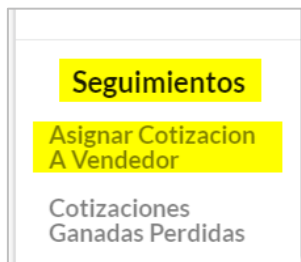 Seguimientos
Asignar Cotizacion
A Vendedor
Cotizaciones
Ganadas Perdidas